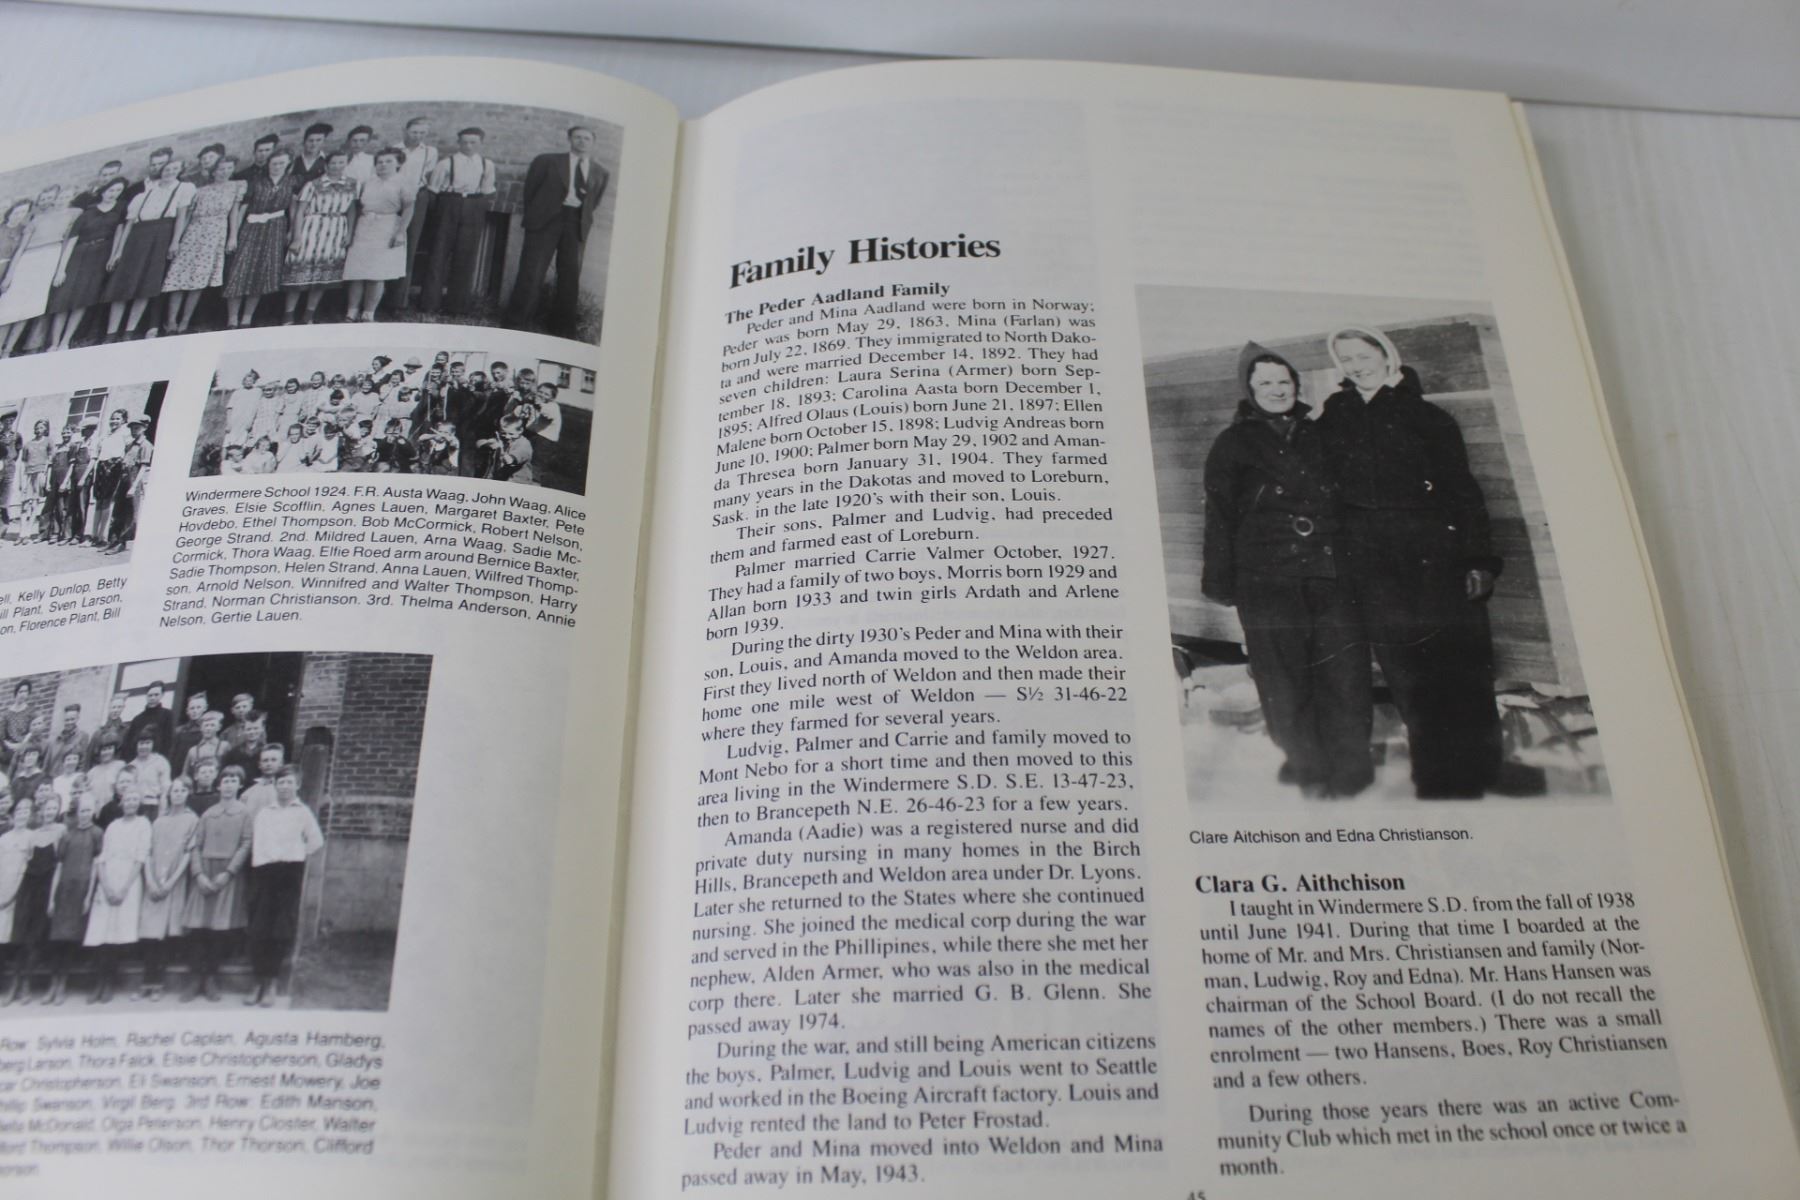 Windermere School 1924. F.R. Austa Waag, John Waag, Alice
Graves, Elsie Scofflin, Agnes Lauen, Margaret Baxter, Pete
Hovdebo, Ethel Thompson, Bob McCormick, Robert Nelson,
George Strand. 2nd. Mildred Lauen, Arna Waag, Sadie Mc-
Cormick, Thora Waag, Elfie Roed arm around Bernice Baxter,
Sadie Thompson, Helen Strand, Anna Lauen, Wilfred Thomp-
son, Arnold Nelson, Winnifred and Walter Thompson, Harry
Strand, Norman Christianson. 3rd. Thelma Anderson, Annie
Nelson, Gertie Lauen.
ell, Kelly Dunlop, Betty
ill Plant, Sven Larson,
on, Florence Plant, Bill
Row: Sylvia Holm, Rachel Caplan, Agusta Hamberg,
berg Larson, Thora Falck, Elsie Christopherson, Gladys
car Christopherson, Eli Swanson, Ernest Mowery, Joe
hillip Swanson, Virgil Berg. 3rd Row: Edith Manson,
bella McDonald, Olga Peterson, Henry Closter, Walter
fford Thompson, Willie Olson, Thor Thorson, Clifford
Family Histories
The Peder Aadland Family
Peder and Mina Aadland were born in Norway;
Peder was born May 29, 1863, Mina (Farlan) was
born July 22, 1869. They immigrated to North Dako-
ta and were married December 14, 1892. They had
seven children: Laura Serina (Armer) born Sep-
tember 18, 1893; Carolina Aasta born December 1,
1895; Alfred Olaus (Louis) born June 21, 1897; Ellen
Malene born October 15, 1898; Ludvig Andreas born
June 10, 1900; Palmer born May 29, 1902 and Aman-
da Thresea born January 31, 1904. They farmed
many years in the Dakotas and moved to Loreburn,
Sask. in the late 1920's with their son, Louis.
Their sons, Palmer and Ludvig, had preceded
them and farmed east of Loreburn.
Palmer married Carrie Valmer October, 1927.
They had a family of two boys, Morris born 1929 and
Allan born 1933 and twin girls Ardath and Arlene
born 1939.
During the dirty 1930's Peder and Mina with their
son, Louis, and Amanda moved to the Weldon area.
First they lived north of Weldon and then made their
home one mile west of Weldon — S½ 31-46-22
where they farmed for several years.
Ludvig, Palmer and Carrie and family moved to
Mont Nebo for a short time and then moved to this
area living in the Windermere S.D. S.E. 13-47-23,
then to Brancepeth N.E. 26-46-23 for a few years.
Amanda (Aadie) was a registered nurse and did
private duty nursing in many homes in the Birch
Hills, Brancepeth and Weldon area under Dr. Lyons.
Later she returned to the States where she continued
nursing. She joined the medical corp during the war
and served in the Phillipines, while there she met her
nephew, Alden Armer, who was also in the medical
corp there. Later she married G. B. Glenn. She
passed away 1974.
During the war, and still being American citizens
the boys, Palmer, Ludvig and Louis went to Seattle
and worked in the Boeing Aircraft factory. Louis and
Ludvig rented the land to Peter Frostad.
Peder and Mina moved into Weldon and Mina
passed away in May, 1943.
Clare Aitchison and Edna Christianson.
Clara G. Aithchison
I taught in Windermere S.D. from the fall of 1938
until June 1941. During that time I boarded at the
home of Mr. and Mrs. Christiansen and family (Nor-
man, Ludwig, Roy and Edna). Mr. Hans Hansen was
chairman of the School Board. (I do not recall the
names of the other members.) There was a small
enrolment — two Hansens, Boes, Roy Christiansen
and a few others.
During those years there was an active Com-
munity Club which met in the school once or twice a
month.
45